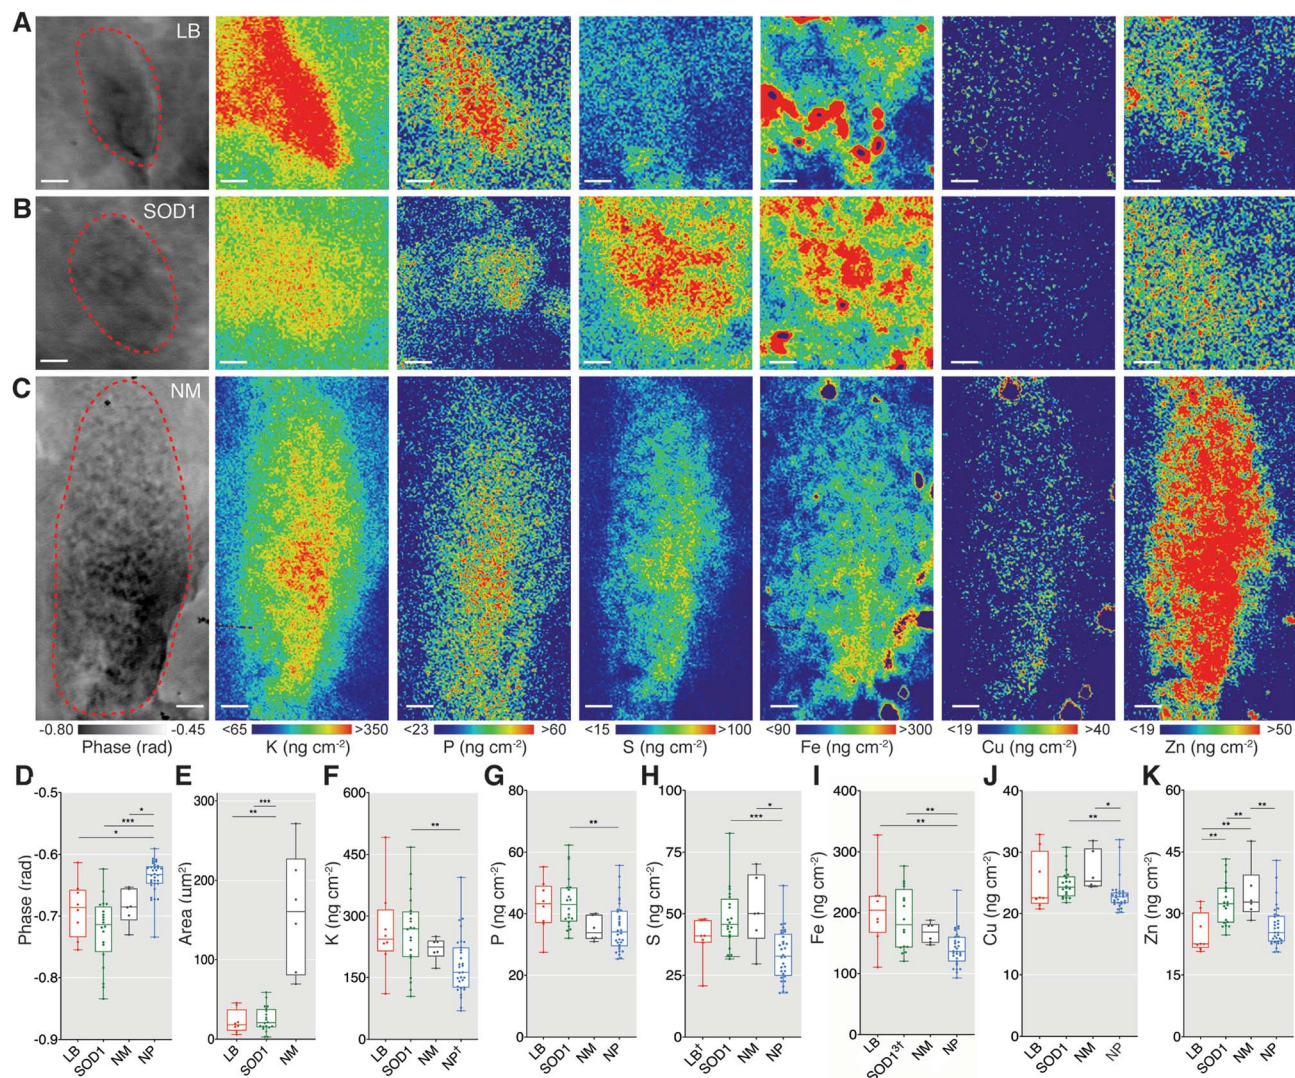 A LB
B SOD1
C NM
-0.80 -0.45 <65 >350 <23 >60 <15 >100 <90 >300 <19 >40 <19 >50
Phase (rad) K (ng cm⁻²) P (ng cm⁻²) S (ng cm⁻²) Fe (ng cm⁻²) Cu (ng cm⁻²) Zn (ng cm⁻²)
D
-0.5
-0.6
-0.7
-0.8
-0.9
Phase (rad)
* *** *
LB SOD1 NM NP
E
300
200
100
0
Area (µm²)
*** **
LB SOD1 NM
F
600
450
300
150
0
K (ng cm⁻²)
**
LB SOD1 NM NP†
G
80
60
40
20
0
P (ng cm⁻²)
**
LB SOD1 NM NP
H
100
75
50
25
0
S (ng cm⁻²)
* ***
LB† SOD1 NM NP
I
400
300
200
100
0
Fe (ng cm⁻²)
** **
LB SOD1³† NM NP
J
40
30
20
10
0
Cu (ng cm⁻²)
* **
LB SOD1 NM NP
K
60
45
30
15
0
Zn (ng cm⁻²)
** ** ** **
LB SOD1 NM NP